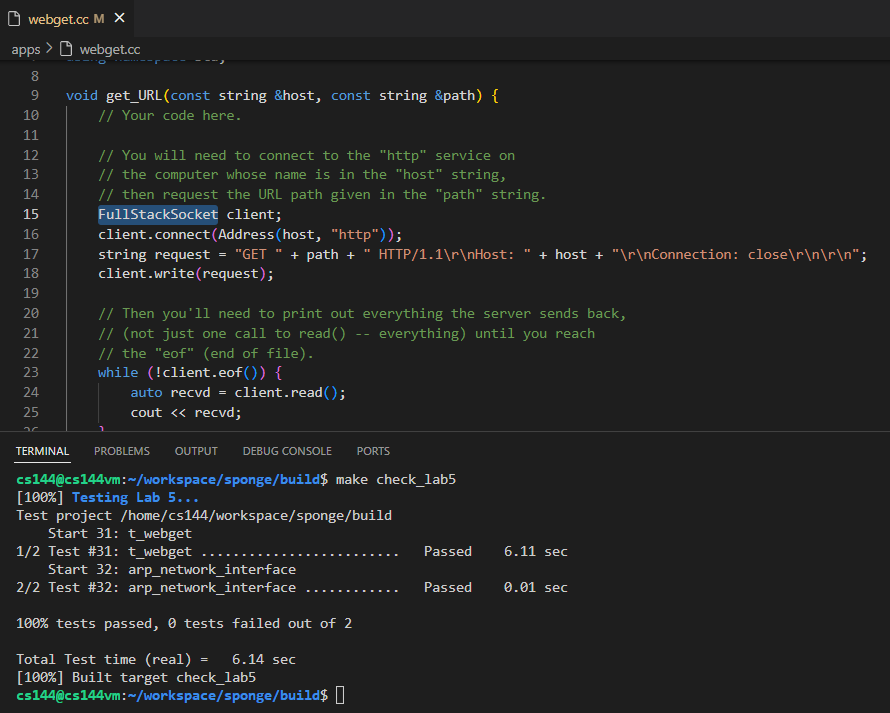 webget.cc M ×
apps > webget.cc
8
9 void get_URL(const string &host, const string &path) {
10 // Your code here.
11
12 // You will need to connect to the "http" service on
13 // the computer whose name is in the "host" string,
14 // then request the URL path given in the "path" string.
15 FullStackSocket client;
16 client.connect(Address(host, "http"));
17 string request = "GET " + path + " HTTP/1.1\r\nHost: " + host + "\r\nConnection: close\r\n\r\n";
18 client.write(request);
19
20 // Then you'll need to print out everything the server sends back,
21 // (not just one call to read() -- everything) until you reach
22 // the "eof" (end of file).
23 while (!client.eof()) {
24 auto recvd = client.read();
25 cout << recvd;
26 }
TERMINAL PROBLEMS OUTPUT DEBUG CONSOLE PORTS
cs144@cs144vm:~/workspace/sponge/build$ make check_lab5
[100%] Testing Lab 5...
Test project /home/cs144/workspace/sponge/build
Start 31: t_webget
1/2 Test #31: t_webget ......................... Passed 6.11 sec
Start 32: arp_network_interface
2/2 Test #32: arp_network_interface ............ Passed 0.01 sec
100% tests passed, 0 tests failed out of 2
Total Test time (real) = 6.14 sec
[100%] Built target check_lab5
cs144@cs144vm:~/workspace/sponge/build$